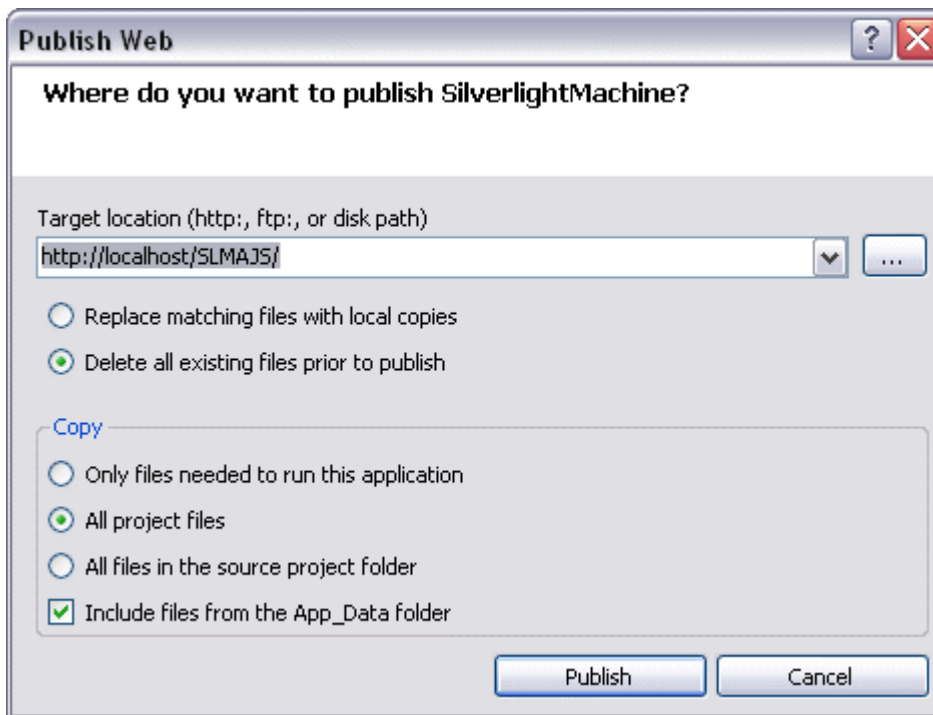 Publish Web
Where do you want to publish SilverlightMachine?
Target location (http:, ftp:, or disk path)
http://localhost/SLMAJS/
...
Replace matching files with local copies
Delete all existing files prior to publish
Copy
Only files needed to run this application
All project files
All files in the source project folder
Include files from the App_Data folder
Publish Cancel